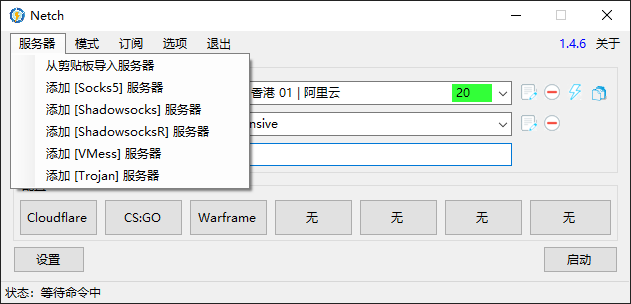 Netch
服务器 模式 订阅 选项 退出 1.4.6 关于
从剪贴板导入服务器
添加 [Socks5] 服务器
香港 01 | 阿里云 20
添加 [Shadowsocks] 服务器
添加 [ShadowsocksR] 服务器
nsive
添加 [VMess] 服务器
添加 [Trojan] 服务器
Cloudflare CS:GO Warframe 无 无 无 无
设置 启动
状态：等待命令中